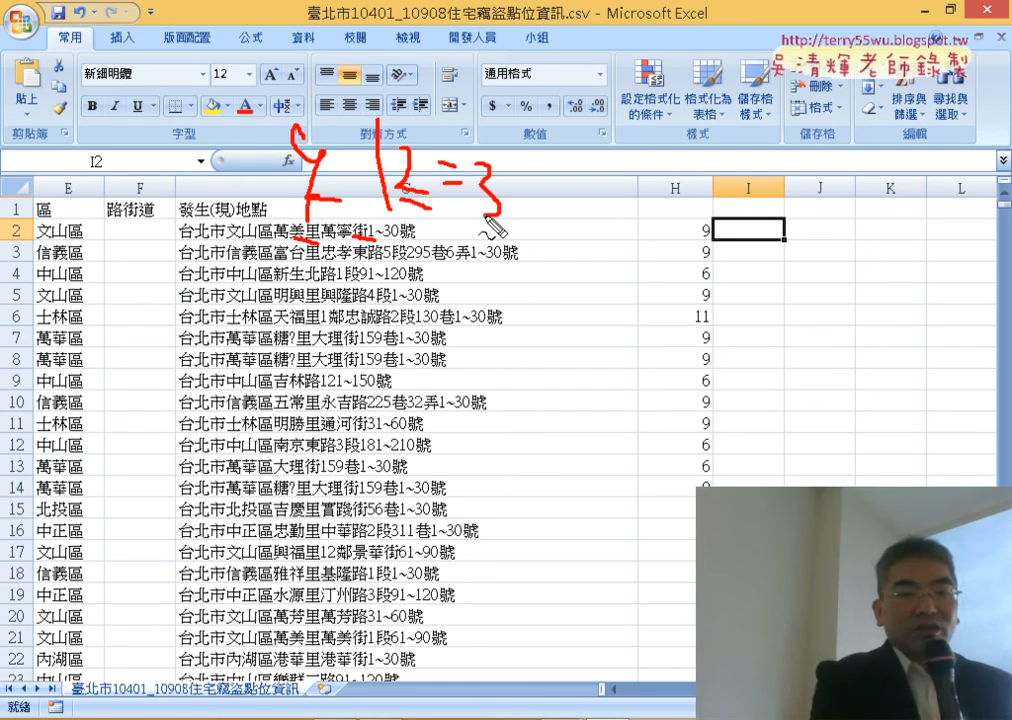 臺北市10401_10908住宅竊盜點位資訊.csv - Microsoft Excel
常用 插入 版面配置 公式 資料 校閱 檢視 開發人員 小組
http://terry55wu.blogspot.tw
吳清輝老師錄製
貼上 新細明體 12 A A 通用格式 設定格式化的條件 格式化為表格 儲存格樣式 刪除 格式 排序與篩選 尋找與選取
B I U A 中 $ % ,
剪貼簿 字型 對齊方式 數值 樣式 儲存格 編輯
9 12=3
I2 fx
E F G H I J K L
1 區 路街道 發生(現)地點
2 文山區 台北市文山區萬美里萬寧街1~30號 9
3 信義區 台北市信義區富台里忠孝東路5段295巷6弄1~30號 9
4 中山區 台北市中山區新生北路1段91~120號 6
5 文山區 台北市文山區明興里興隆路4段1~30號 9
6 士林區 台北市士林區天福里1鄰忠誠路2段130巷1~30號 11
7 萬華區 台北市萬華區糖?里大理街159巷1~30號 9
8 萬華區 台北市萬華區糖?里大理街159巷1~30號 9
9 中山區 台北市中山區吉林路121~150號 6
10 信義區 台北市信義區五常里永吉路225巷32弄1~30號 9
11 士林區 台北市士林區明勝里通河街31~60號 9
12 中山區 台北市中山區南京東路3段181~210號 6
13 萬華區 台北市萬華區大理街159巷1~30號 6
14 萬華區 台北市萬華區糖?里大理街159巷1~30號
15 北投區 台北市北投區吉慶里實踐街56巷1~30號
16 中正區 台北市中正區忠勤里中華路2段311巷1~30號
17 文山區 台北市文山區興福里12鄰景華街61~90號
18 信義區 台北市信義區雅祥里基隆路1段1~30號
19 中正區 台北市中正區水源里汀州路3段91~120號
20 文山區 台北市文山區萬芳里萬芳路31~60號
21 文山區 台北市文山區萬美里萬美街1段61~90號
22 內湖區 台北市內湖區港華里港華街1~30號
臺北市10401_10908住宅竊盜點位資訊
就緒